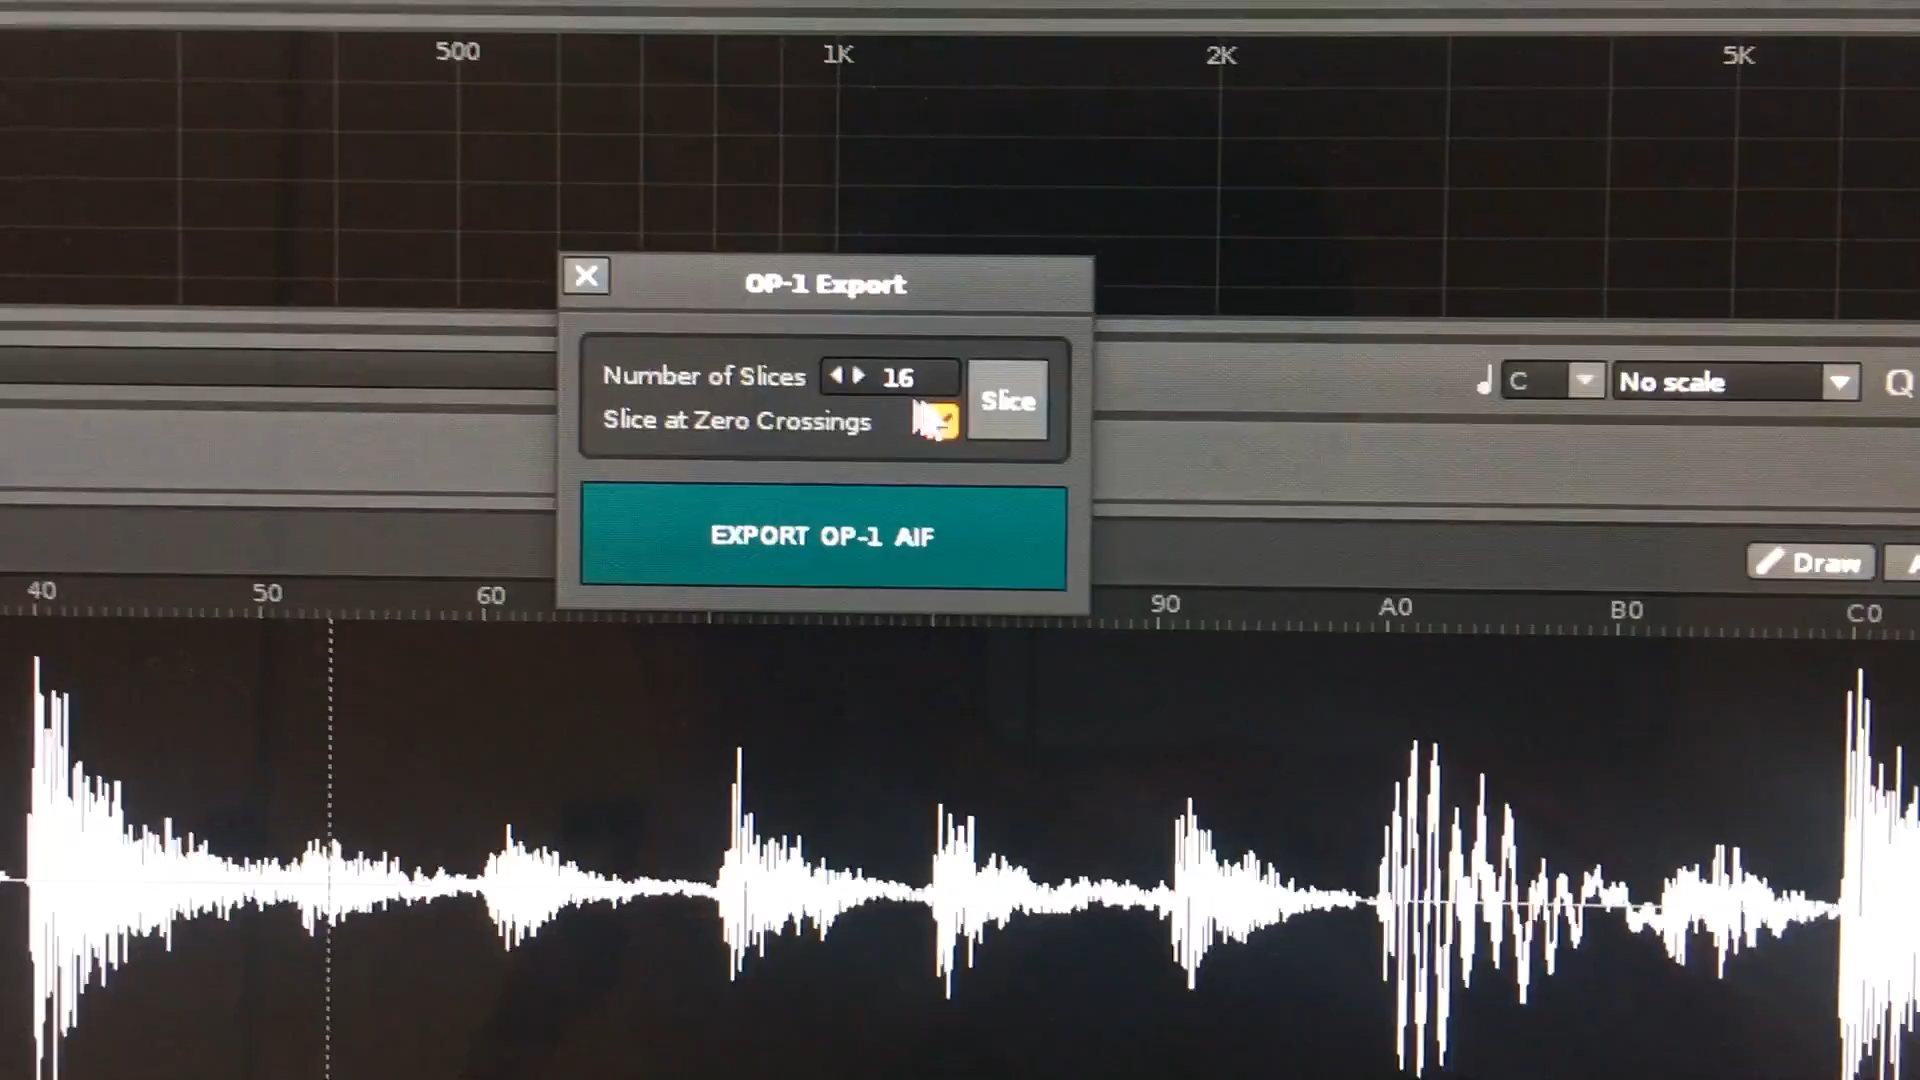 500 1K 2K 5K
OP-1 Export
Number of Slices 16
Slice
Slice at Zero Crossings
C No scale Q
EXPORT OP-1 AIF
Draw
40 50 60 90 A0 B0 C0